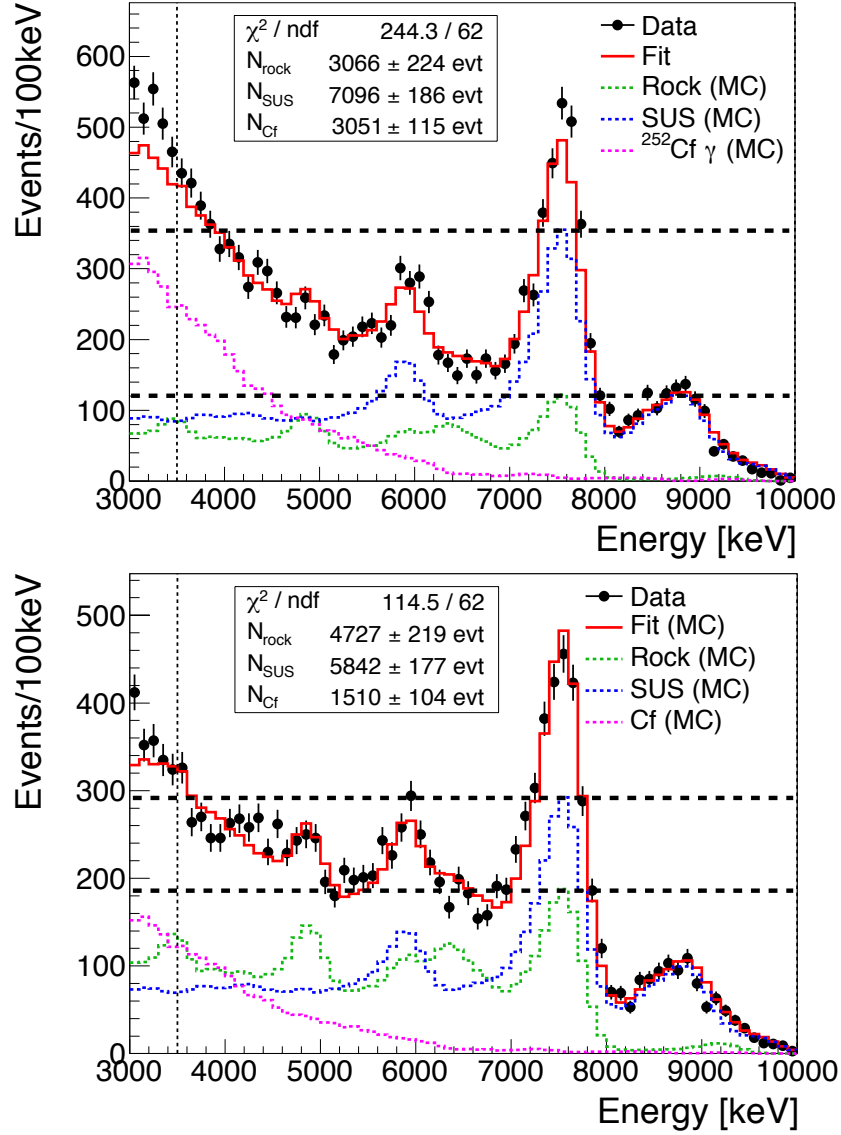 Events/100keV
600
500
400
300
200
100
0
χ² / ndf 244.3 / 62
N_rock 3066 ± 224 evt
N_SUS 7096 ± 186 evt
N_Cf 3051 ± 115 evt
Data
Fit
Rock (MC)
SUS (MC)
²⁵²Cf γ (MC)
3000 4000 5000 6000 7000 8000 9000 10000
Energy [keV]
Events/100keV
500
400
300
200
100
0
χ² / ndf 114.5 / 62
N_rock 4727 ± 219 evt
N_SUS 5842 ± 177 evt
N_Cf 1510 ± 104 evt
Data
Fit (MC)
Rock (MC)
SUS (MC)
Cf (MC)
3000 4000 5000 6000 7000 8000 9000 10000
Energy [keV]